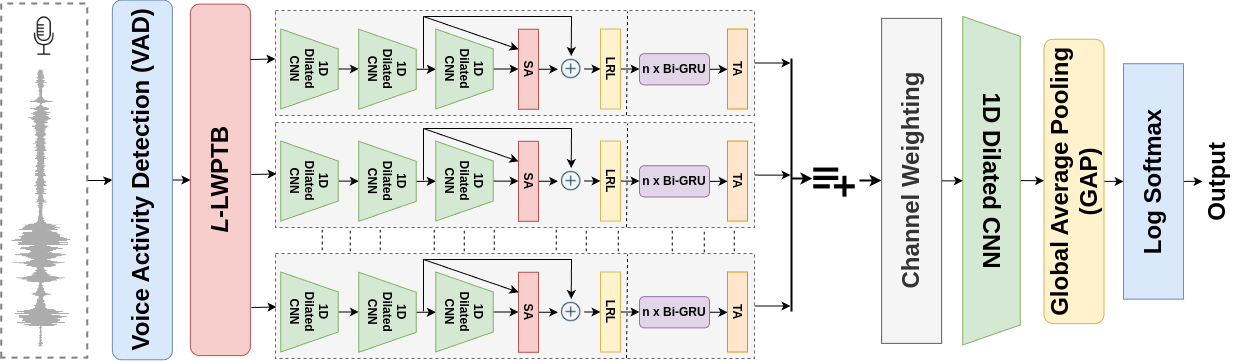 Voice Activity Detection (VAD)
L-LWPTB
1D
Dilated
CNN
1D
Dilated
CNN
1D
Dilated
CNN
SA
LRL
n x Bi-GRU
TA
1D
Dilated
CNN
1D
Dilated
CNN
1D
Dilated
CNN
SA
LRL
n x Bi-GRU
TA
1D
Dilated
CNN
1D
Dilated
CNN
1D
Dilated
CNN
SA
LRL
n x Bi-GRU
TA
Channel Weighting
1D Dilated CNN
Global Average Pooling
(GAP)
Log Softmax
Output